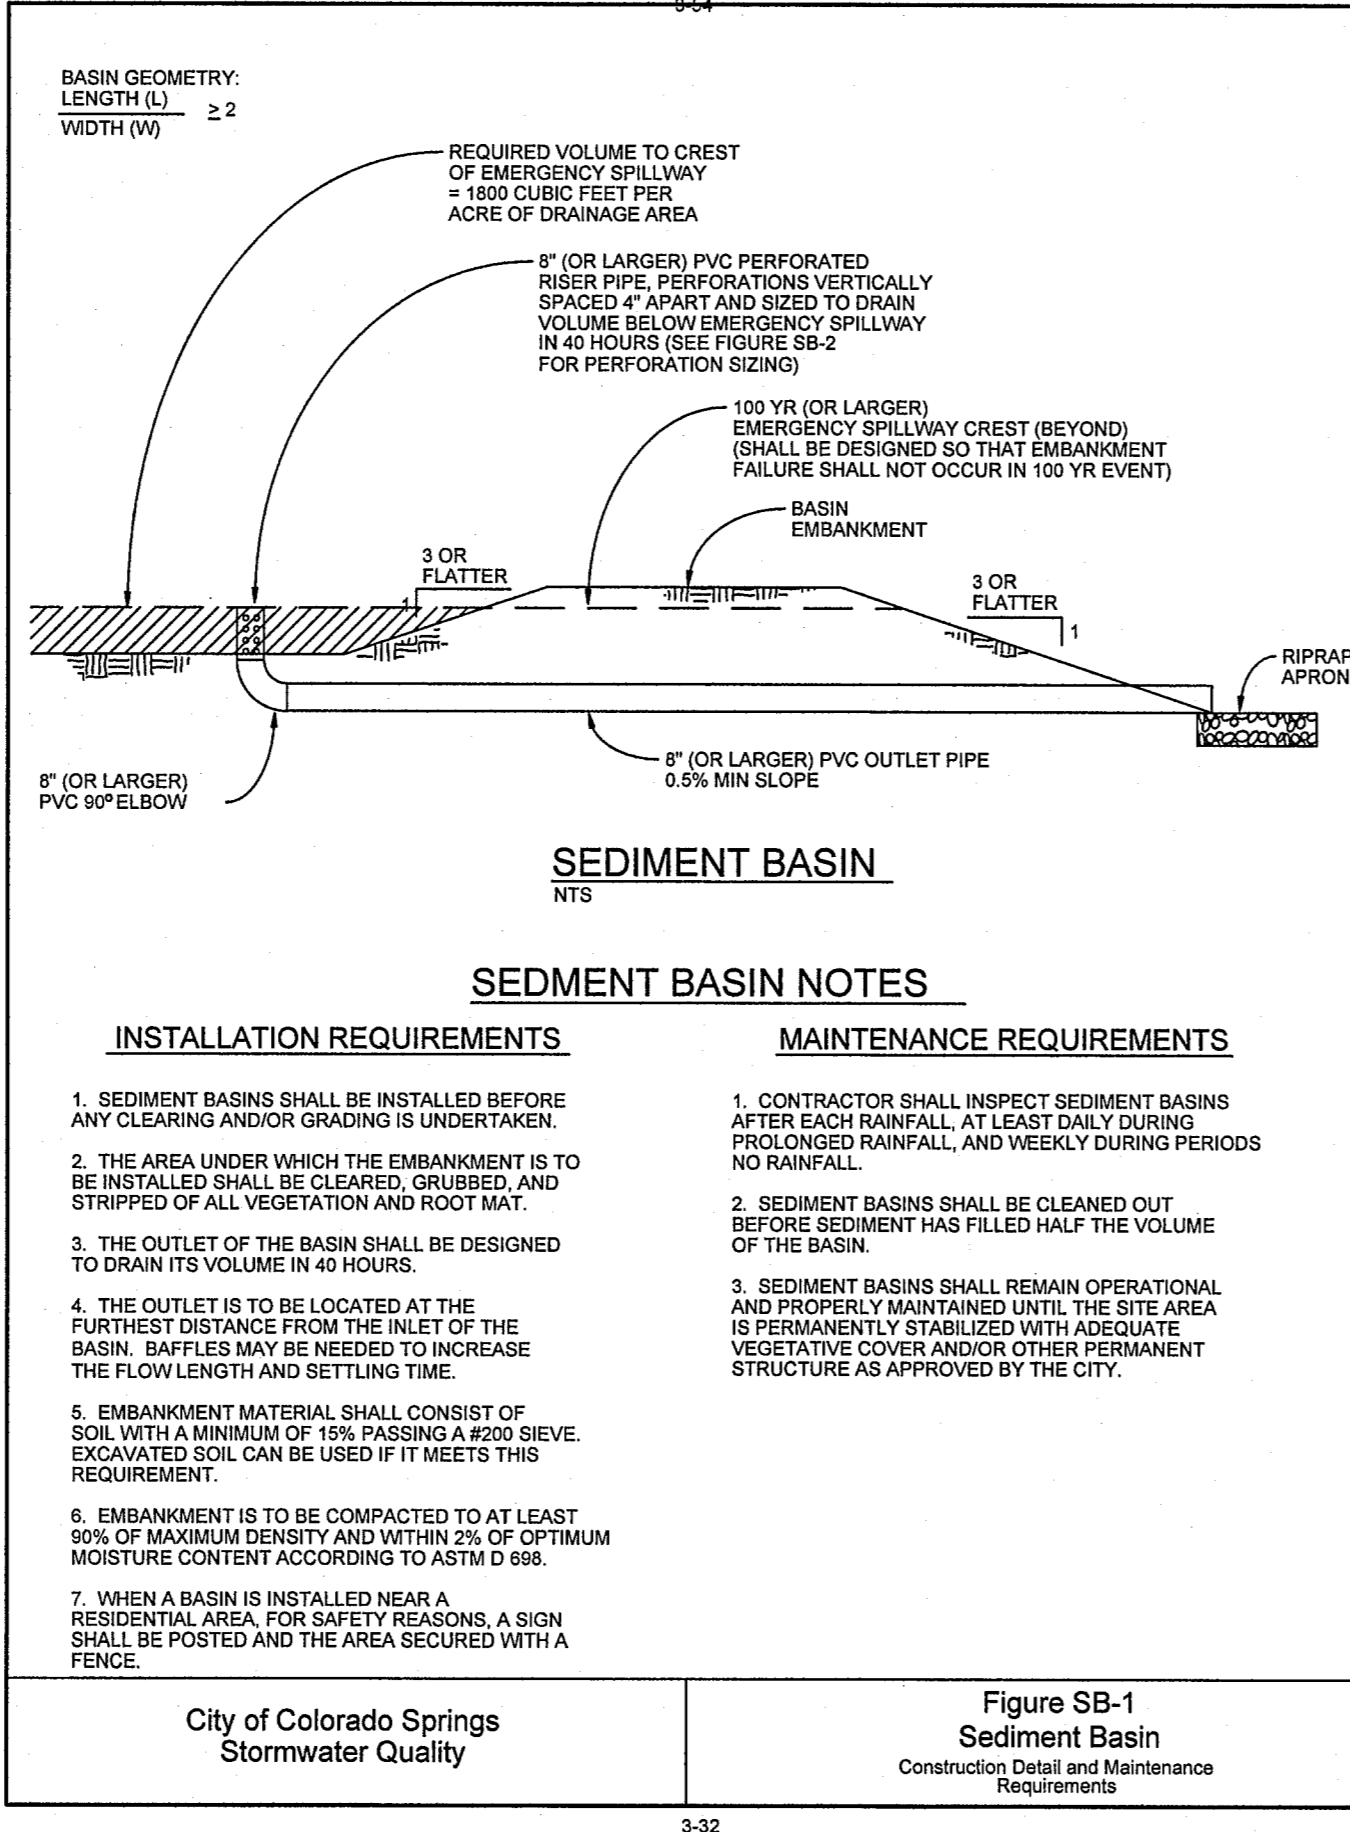 BASIN GEOMETRY:
LENGTH (L)
≥ 2
WIDTH (W)
REQUIRED VOLUME TO CREST
OF EMERGENCY SPILLWAY
= 1800 CUBIC FEET PER
ACRE OF DRAINAGE AREA
8" (OR LARGER) PVC PERFORATED
RISER PIPE, PERFORATIONS VERTICALLY
SPACED 4" APART AND SIZED TO DRAIN
VOLUME BELOW EMERGENCY SPILLWAY
IN 40 HOURS (SEE FIGURE SB-2
FOR PERFORATION SIZING)
100 YR (OR LARGER)
EMERGENCY SPILLWAY CREST (BEYOND)
(SHALL BE DESIGNED SO THAT EMBANKMENT
FAILURE SHALL NOT OCCUR IN 100 YR EVENT)
BASIN
EMBANKMENT
3 OR
FLATTER
1
3 OR
FLATTER
1
RIPRAP
APRON
8" (OR LARGER) PVC OUTLET PIPE
0.5% MIN SLOPE
8" (OR LARGER)
PVC 90º ELBOW
SEDIMENT BASIN
NTS
SEDMENT BASIN NOTES
INSTALLATION REQUIREMENTS
1. SEDIMENT BASINS SHALL BE INSTALLED BEFORE
ANY CLEARING AND/OR GRADING IS UNDERTAKEN.
2. THE AREA UNDER WHICH THE EMBANKMENT IS TO
BE INSTALLED SHALL BE CLEARED, GRUBBED, AND
STRIPPED OF ALL VEGETATION AND ROOT MAT.
3. THE OUTLET OF THE BASIN SHALL BE DESIGNED
TO DRAIN ITS VOLUME IN 40 HOURS.
4. THE OUTLET IS TO BE LOCATED AT THE
FURTHEST DISTANCE FROM THE INLET OF THE
BASIN. BAFFLES MAY BE NEEDED TO INCREASE
THE FLOW LENGTH AND SETTLING TIME.
5. EMBANKMENT MATERIAL SHALL CONSIST OF
SOIL WITH A MINIMUM OF 15% PASSING A #200 SIEVE.
EXCAVATED SOIL CAN BE USED IF IT MEETS THIS
REQUIREMENT.
6. EMBANKMENT IS TO BE COMPACTED TO AT LEAST
90% OF MAXIMUM DENSITY AND WITHIN 2% OF OPTIMUM
MOISTURE CONTENT ACCORDING TO ASTM D 698.
7. WHEN A BASIN IS INSTALLED NEAR A
RESIDENTIAL AREA, FOR SAFETY REASONS, A SIGN
SHALL BE POSTED AND THE AREA SECURED WITH A
FENCE.
MAINTENANCE REQUIREMENTS
1. CONTRACTOR SHALL INSPECT SEDIMENT BASINS
AFTER EACH RAINFALL, AT LEAST DAILY DURING
PROLONGED RAINFALL, AND WEEKLY DURING PERIODS
NO RAINFALL.
2. SEDIMENT BASINS SHALL BE CLEANED OUT
BEFORE SEDIMENT HAS FILLED HALF THE VOLUME
OF THE BASIN.
3. SEDIMENT BASINS SHALL REMAIN OPERATIONAL
AND PROPERLY MAINTAINED UNTIL THE SITE AREA
IS PERMANENTLY STABILIZED WITH ADEQUATE
VEGETATIVE COVER AND/OR OTHER PERMANENT
STRUCTURE AS APPROVED BY THE CITY.
City of Colorado Springs
Stormwater Quality
Figure SB-1
Sediment Basin
Construction Detail and Maintenance
Requirements
3-32